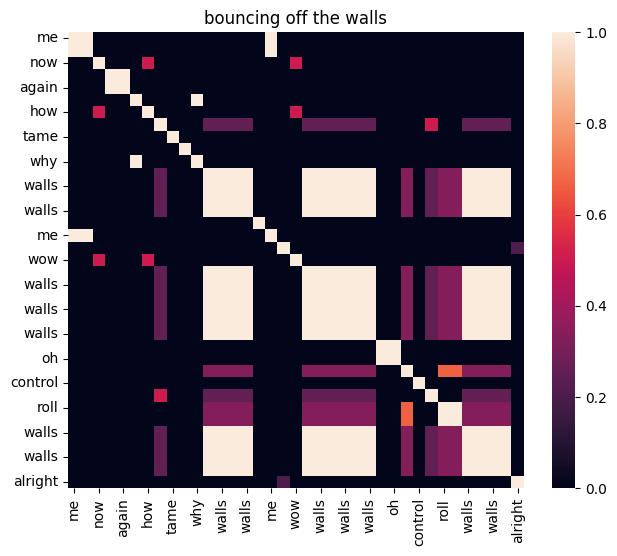 bouncing off the walls
me
now
again
how
tame
why
walls
walls
me
wow
walls
walls
walls
oh
control
roll
walls
walls
alright
me
now
again
how
tame
why
walls
walls
me
wow
walls
walls
walls
oh
control
roll
walls
walls
alright
1.0
0.8
0.6
0.4
0.2
0.0